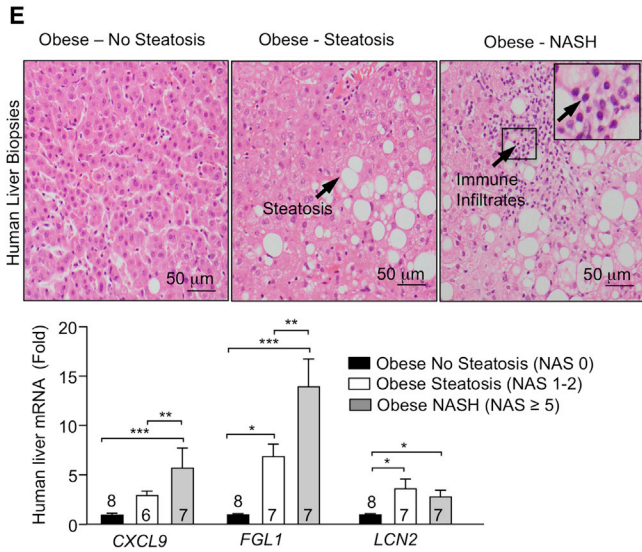 E
Obese – No Steatosis
Obese - Steatosis
Obese - NASH
Human Liver Biopsies
Steatosis
Immune
Infiltrates
50 μm
50 μm
50 μm
Human liver mRNA (Fold)
20
15
10
5
0
***
**
*
***
**
*
*
8
6
7
8
7
7
8
7
7
CXCL9
FGL1
LCN2
Obese No Steatosis (NAS 0)
Obese Steatosis (NAS 1-2)
Obese NASH (NAS ≥ 5)